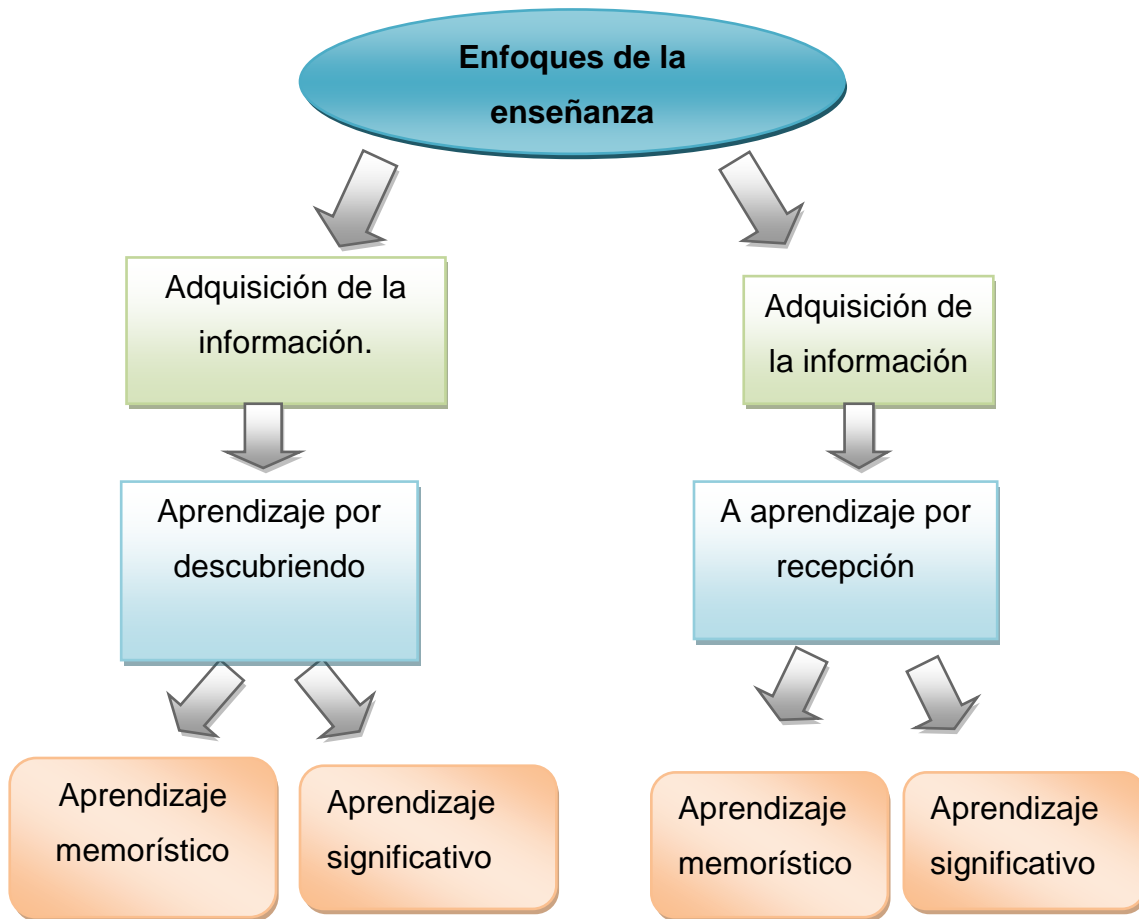 Enfoques de la
enseñanza
Adquisición de la
información.
Adquisición de
la información
Aprendizaje por
descubriendo
A aprendizaje por
recepción
Aprendizaje
memorístico
Aprendizaje
significativo
Aprendizaje
memorístico
Aprendizaje
significativo